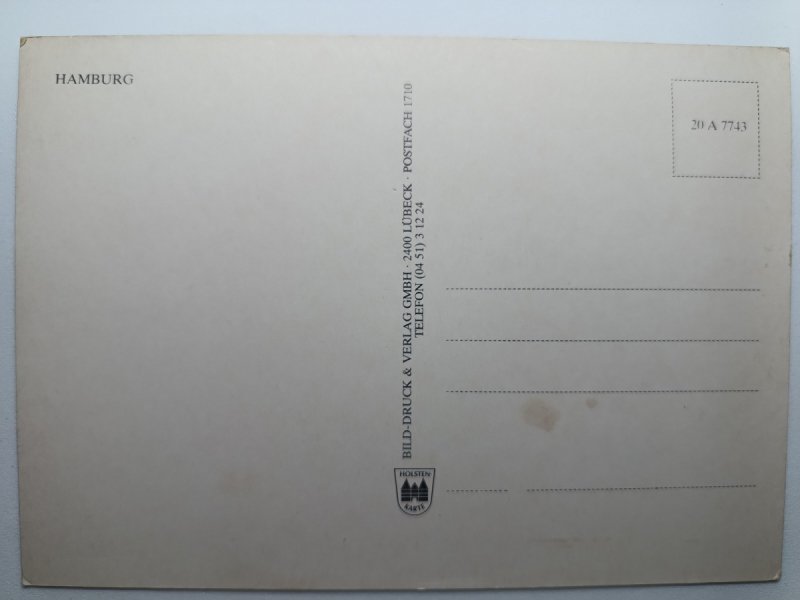 HAMBURG
20 A 7743
BILD-DRUCK & VERLAG GMBH · 2400 LÜBECK · POSTFACH 1710
TELEFON (04 51) 3 12 24
HOLSTEN
KARTE